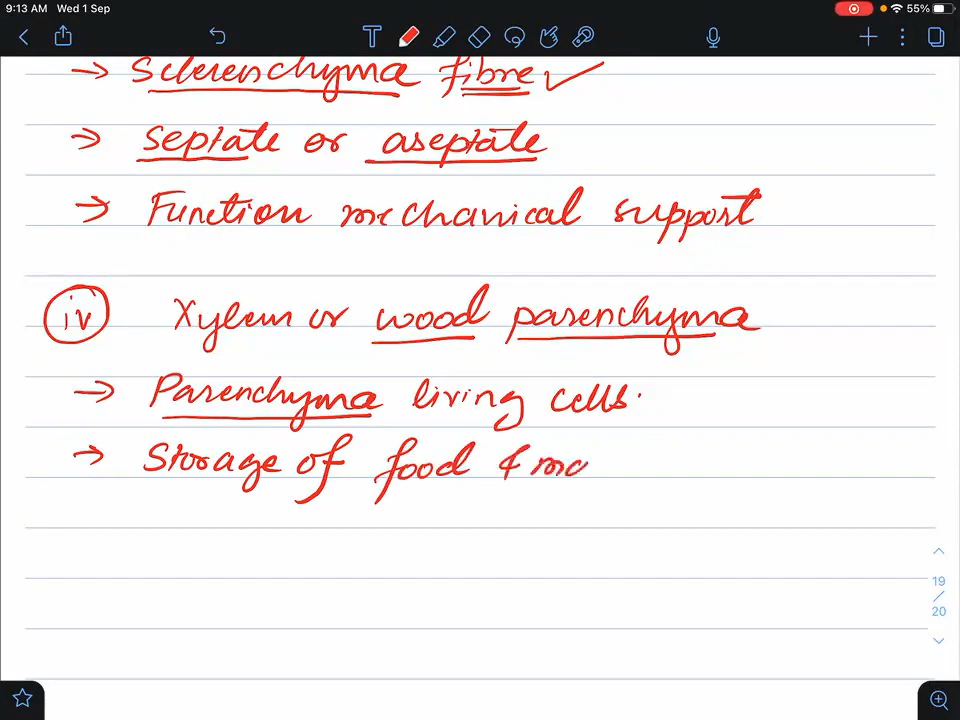 9:13 AM Wed 1 Sep 55%
T
→ Sclerenchyma fibre ✓
→ septate or aseptate
→ Function mechanical support
iv Xylem or wood parenchyma
→ Parenchyma living cells.
→ Storage of food & mo
19
/
20